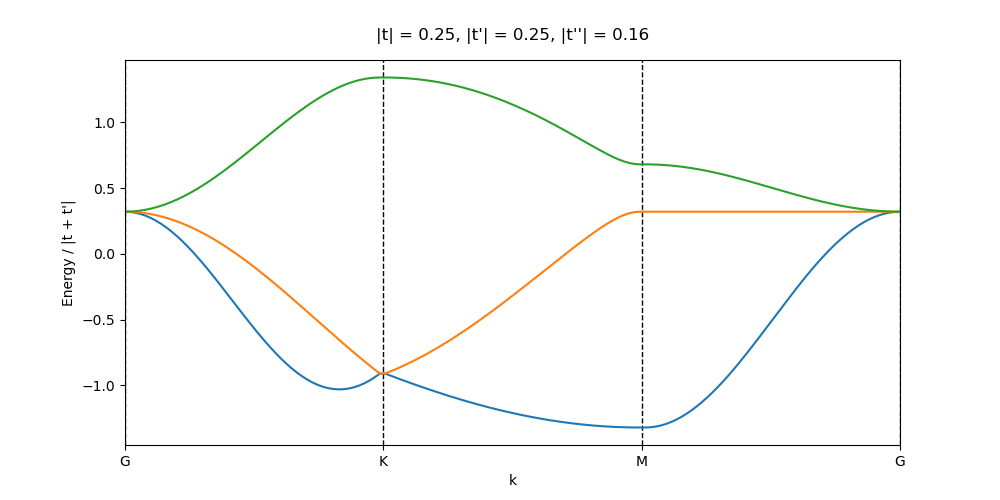 |t| = 0.25, |t'| = 0.25, |t''| = 0.16
Energy / |t + t'|
1.0
0.5
0.0
−0.5
−1.0
G K M G
k